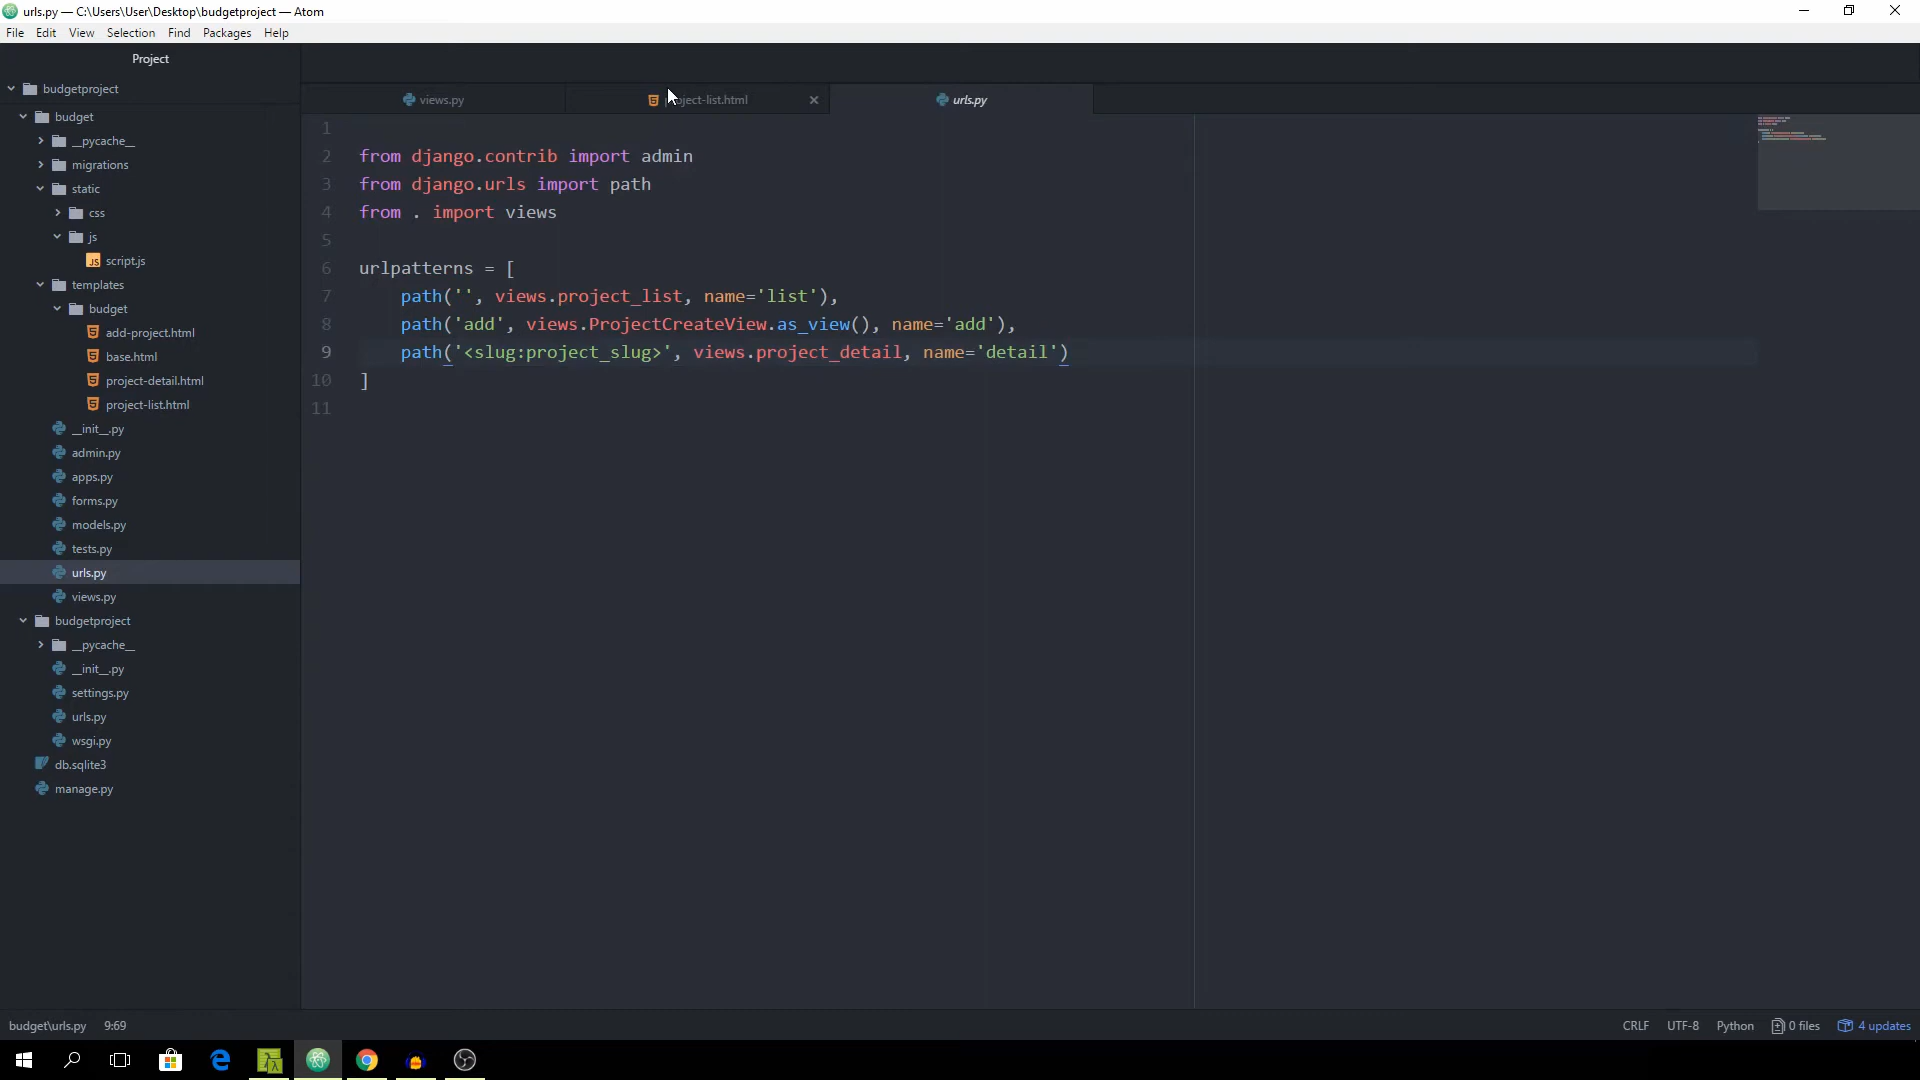 urls.py — C:\Users\User\Desktop\budgetproject — Atom
File Edit View Selection Find Packages Help
Project
budgetproject
budget
__pycache__
migrations
static
css
js
script.js
templates
budget
add-project.html
base.html
project-detail.html
project-list.html
__init__.py
admin.py
apps.py
forms.py
models.py
tests.py
urls.py
views.py
budgetproject
__pycache__
__init__.py
settings.py
urls.py
wsgi.py
db.sqlite3
manage.py
views.py
ject-list.html
urls.py
1
2 from django.contrib import admin
3 from django.urls import path
4 from . import views
5
6 urlpatterns = [
7 path('', views.project_list, name='list'),
8 path('add', views.ProjectCreateView.as_view(), name='add'),
9 path('<slug:project_slug>', views.project_detail, name='detail')
10 ]
11
budget\urls.py 9:69
CRLF UTF-8 Python 0 files 4 updates